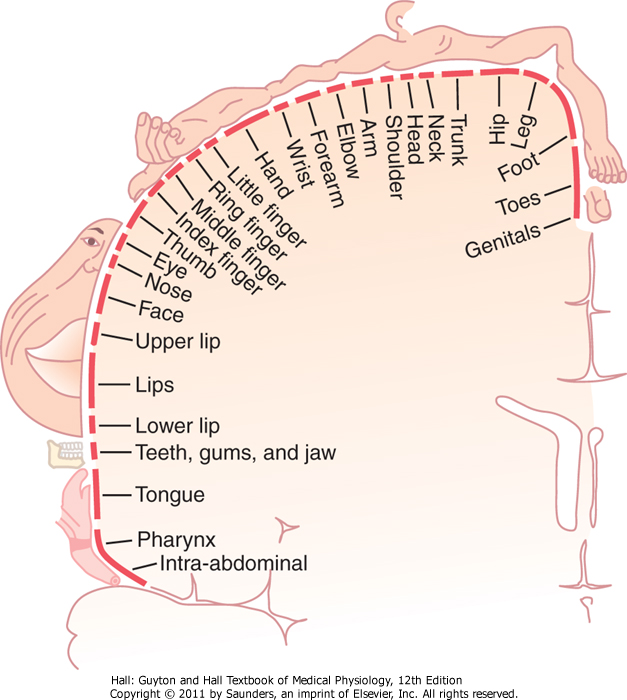 Genitals
Toes
Foot
Leg
Hip
Trunk
Neck
Head
Shoulder
Arm
Elbow
Forearm
Wrist
Hand
Little finger
Ring finger
Middle finger
Index finger
Thumb
Eye
Nose
Face
Upper lip
Lips
Lower lip
Teeth, gums, and jaw
Tongue
Pharynx
Intra-abdominal
Hall: Guyton and Hall Textbook of Medical Physiology, 12th Edition
Copyright © 2011 by Saunders, an imprint of Elsevier, Inc. All rights reserved.